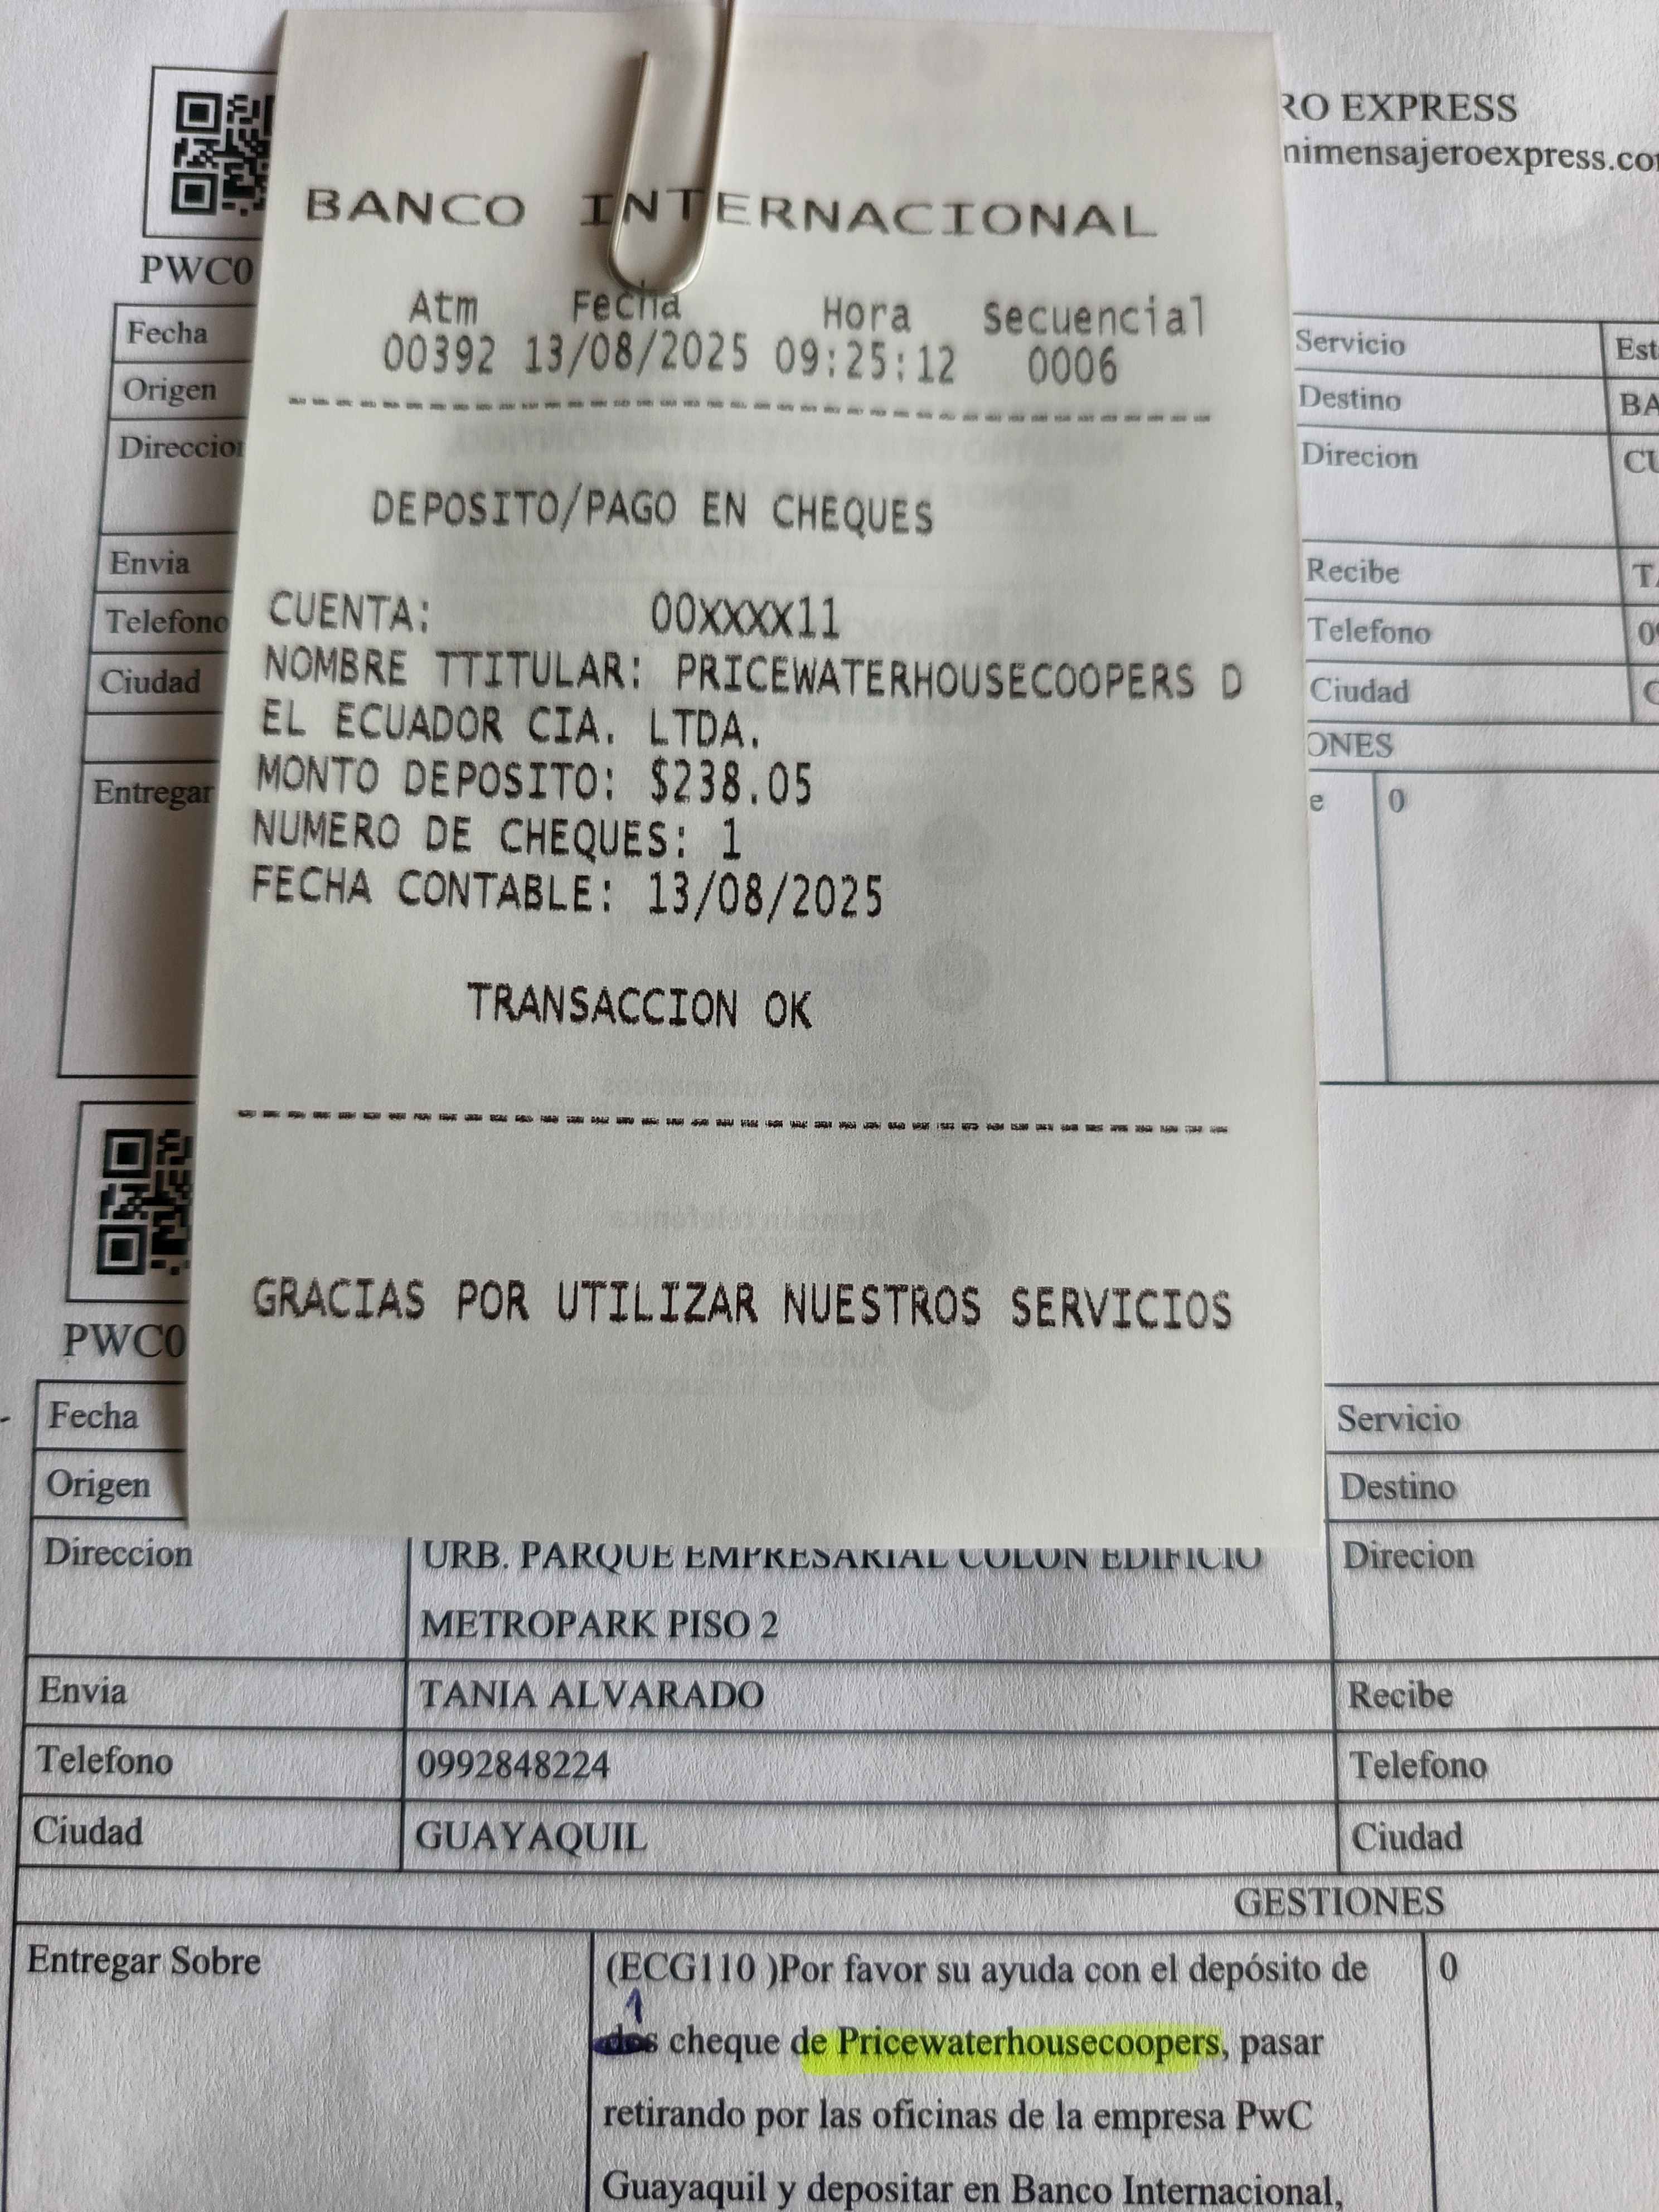 RO EXPRESS
nimensajeroexpress.co
PWC0
BANCO INTERNACIONAL
Atm Fecha Hora Secuencial
00392 13/08/2025 09:25:12 0006
DEPOSITO/PAGO EN CHEQUES
CUENTA: 00XXXX11
NOMBRE TTITULAR: PRICEWATERHOUSECOOPERS D
EL ECUADOR CIA. LTDA.
MONTO DEPOSITO: $238.05
NUMERO DE CHEQUES: 1
FECHA CONTABLE: 13/08/2025
TRANSACCION OK
GRACIAS POR UTILIZAR NUESTROS SERVICIOS
Fecha
Origen
Direccion
Envia
Telefono
Ciudad
Entregar
Servicio Est
Destino BA
Direcion CU
Recibe TA
Telefono 09
Ciudad
ONES
e 0
PWC0
Fecha Servicio
Origen Destino
Direccion URB. PARQUE EMPRESARIAL COLON EDIFICIO Direcion
METROPARK PISO 2
Envia TANIA ALVARADO Recibe
Telefono 0992848224 Telefono
Ciudad GUAYAQUIL Ciudad
GESTIONES
Entregar Sobre (ECG110 )Por favor su ayuda con el depósito de 0
1
dos cheque de Pricewaterhousecoopers, pasar
retirando por las oficinas de la empresa PwC
Guayaquil y depositar en Banco Internacional,